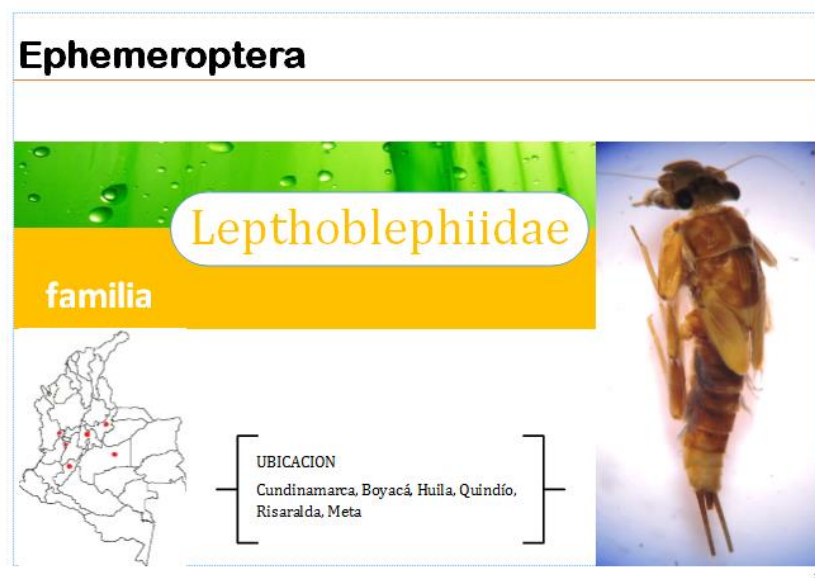 Ephemeroptera
Lepthoblephiidae
familia
UBICACION
Cundinamarca, Boyacá, Huila, Quindío,
Risaralda, Meta